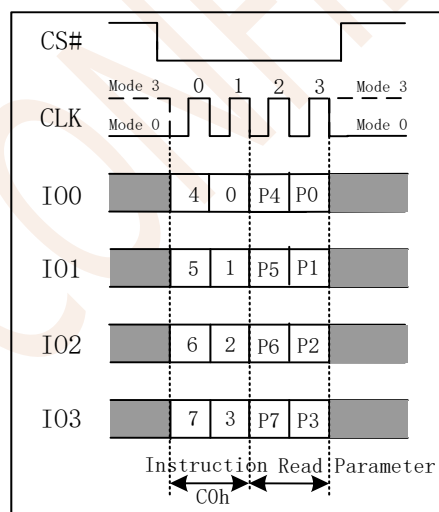 CS#
Mode 3 0 1 2 3 Mode 3
CLK
Mode 0 Mode 0
IO0 4 0 P4 P0
IO1 5 1 P5 P1
IO2 6 2 P6 P2
IO3 7 3 P7 P3
Instruction Read Parameter
C0h